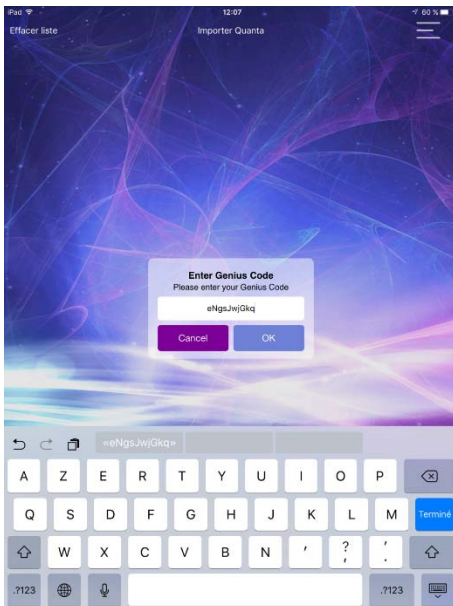 iPad 12:07 60 %
Effacer liste Importer Quanta
Enter Genius Code
Please enter your Genius Code
eNgsJwjGkq
Cancel OK
«eNgsJwjGkq»
A Z E R T Y U I O P
Q S D F G H J K L M Terminé
W X C V B N ' ? , ' .
.?123 .?123